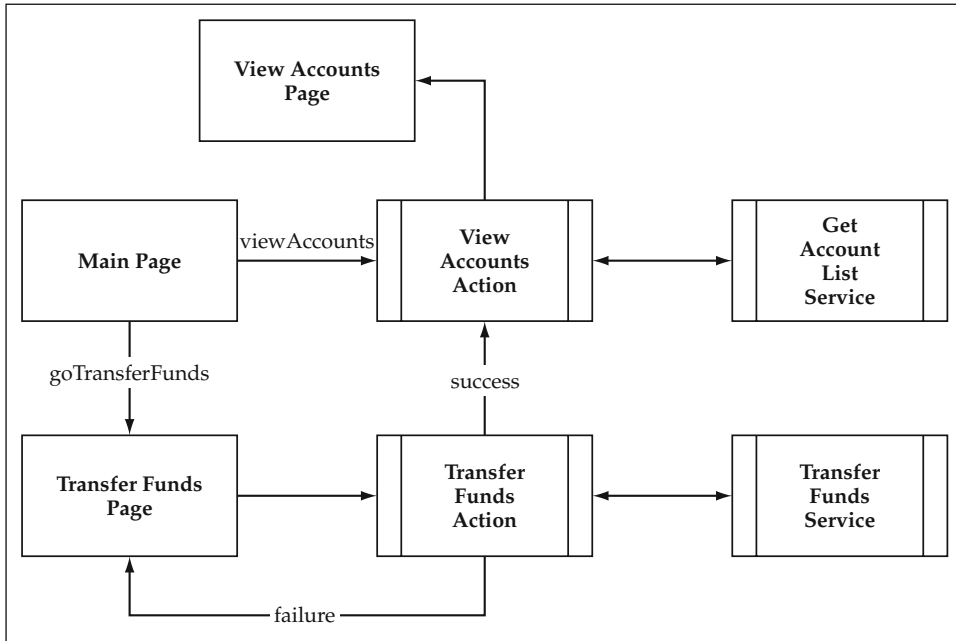 View Accounts
Page
Main Page
viewAccounts
View
Accounts
Action
Get
Account
List
Service
goTransferFunds
success
Transfer Funds
Page
Transfer
Funds
Action
Transfer
Funds
Service
failure